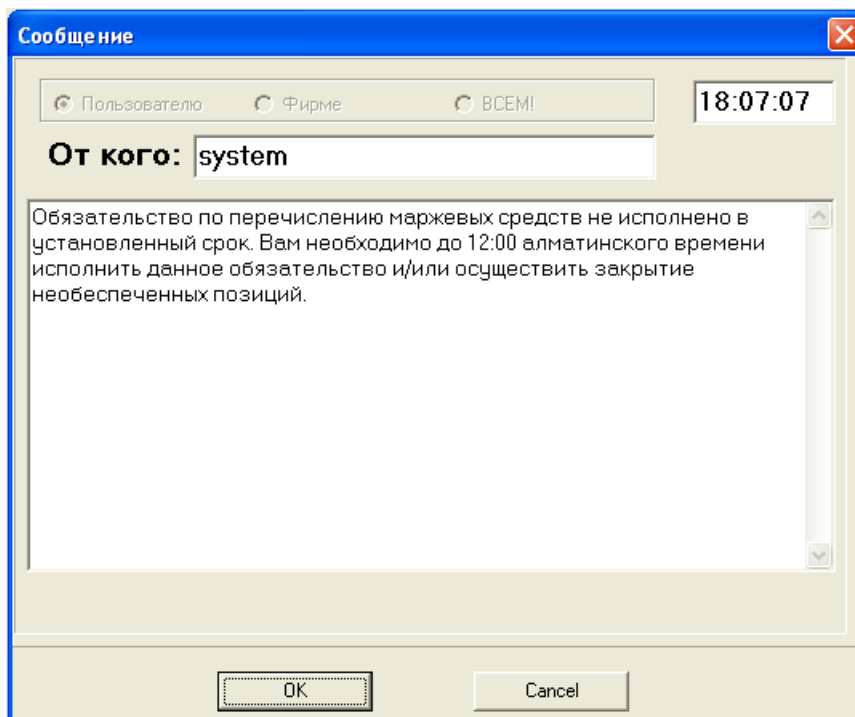 Сообщение
Пользователю Фирме ВСЕМ! 18:07:07
От кого: system
Обязательство по перечислению маржевых средств не исполнено в
установленный срок. Вам необходимо до 12:00 алматинского времени
исполнить данное обязательство и/или осуществить закрытие
необеспеченных позиций.
OK Cancel